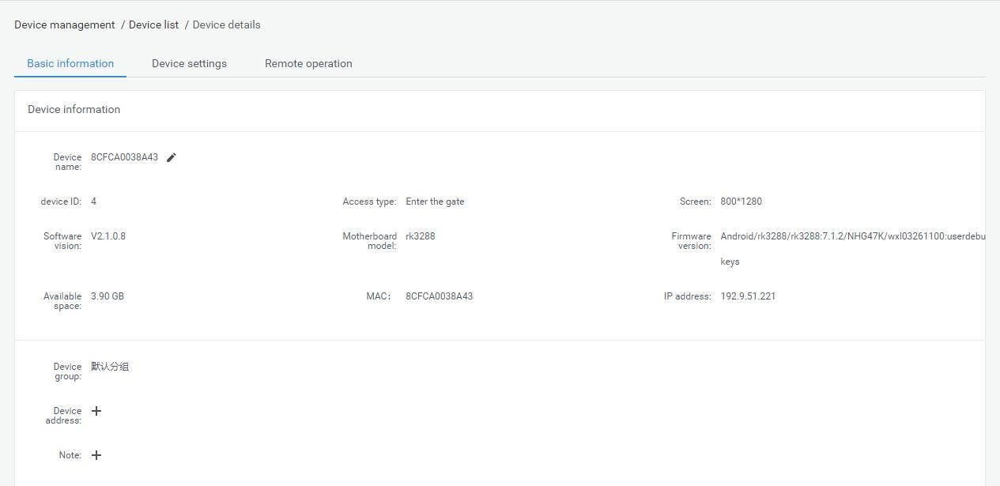 Device management / Device list / Device details
Basic information Device settings Remote operation
Device information
Device name: 8CFCA0038A43
device ID: 4 Access type: Enter the gate Screen: 800*1280
Software vision: V2.1.0.8 Motherboard model: rk3288 Firmware version: Android/rk3288/rk3288:7.1.2/NHG47K/wxl03261100:userdebu
keys
Available space: 3.90 GB MAC: 8CFCA0038A43 IP address: 192.9.51.221
Device group: 默认分组
Device address: +
Note: +